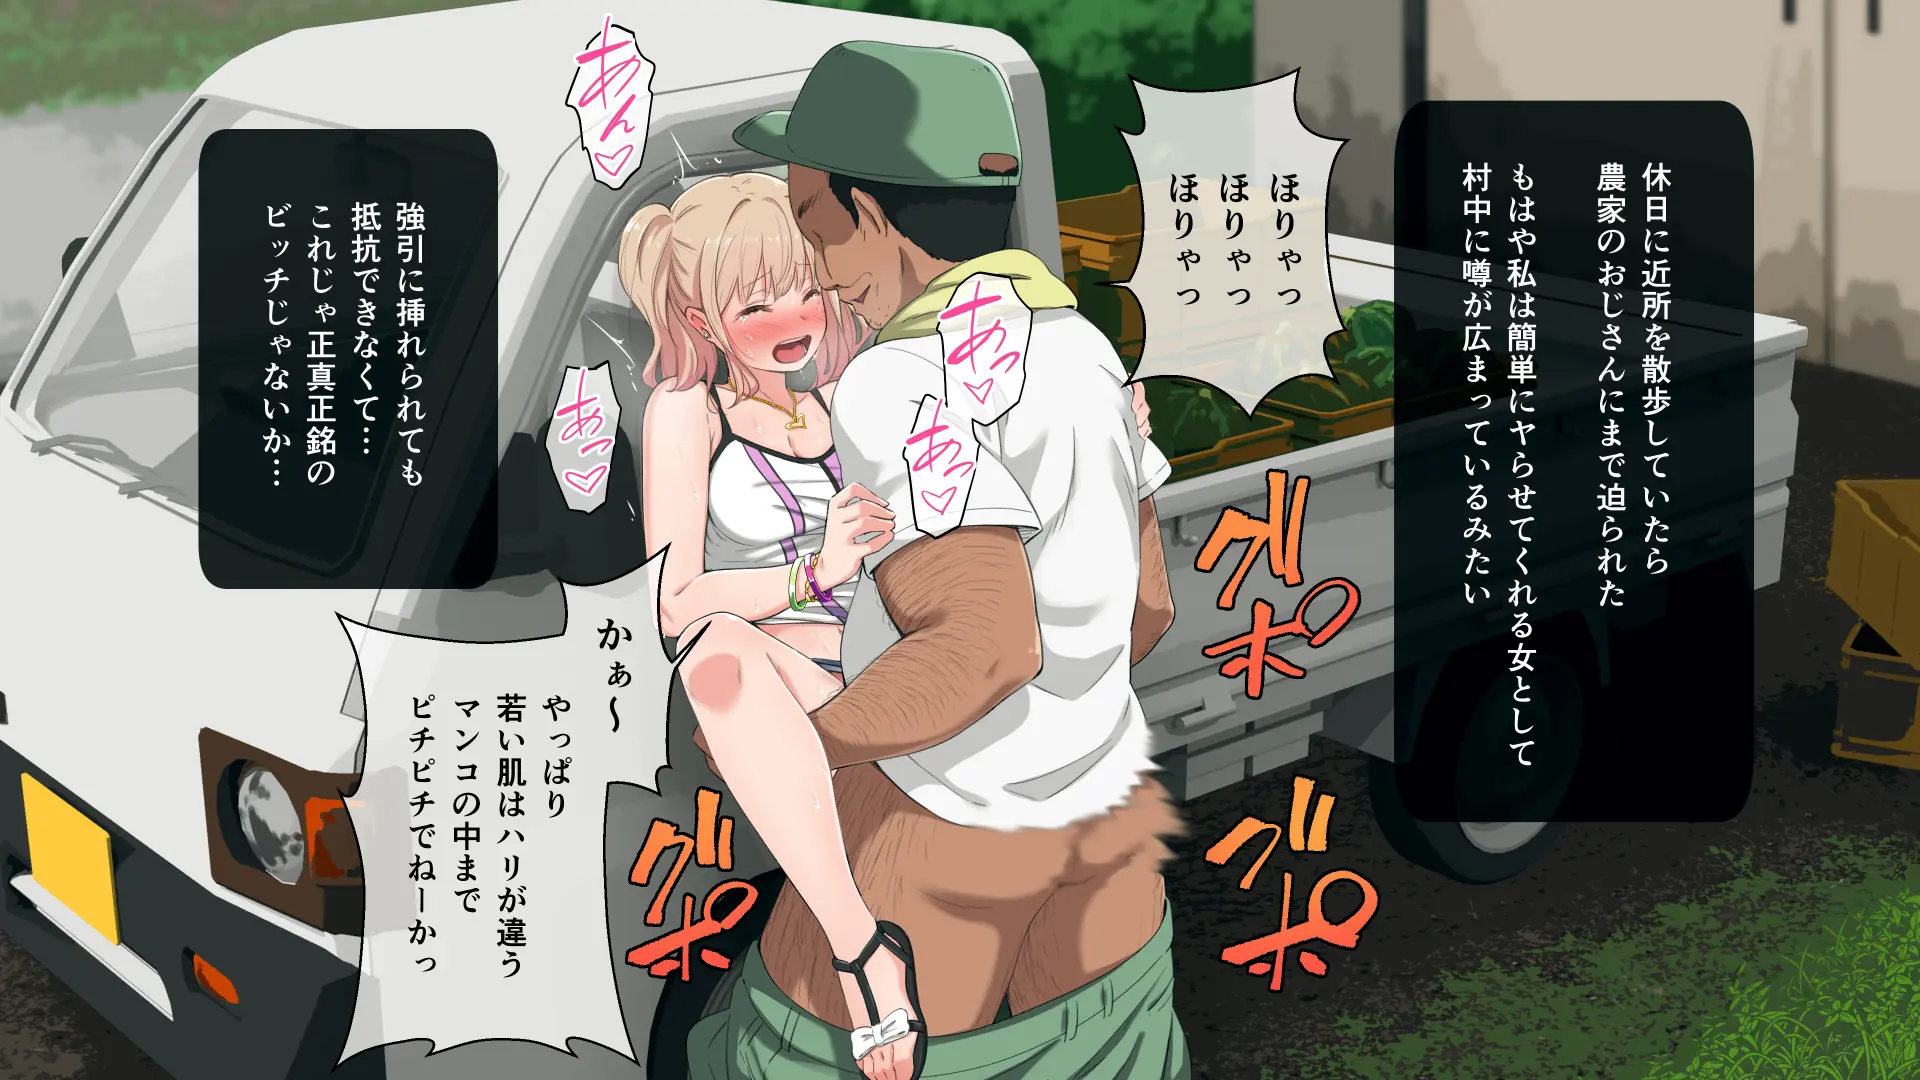 休日に近所を散歩していたら
農家のおじさんにまで迫られた
もはや私は簡単にヤらせてくれる女として
村中に噂が広まっているみたい
ほりゃっ
ほりゃっ
ほりゃっ
あん♡
あっ♡
あっ♡
あっ♡
強引に挿れられても
抵抗できなくて…
これじゃ正真正銘の
ビッチじゃないか…
かぁ〜
やっぱり
若い肌はハリが違う
マンコの中まで
ピチピチでねーかっ
グポ
グポ
グポ